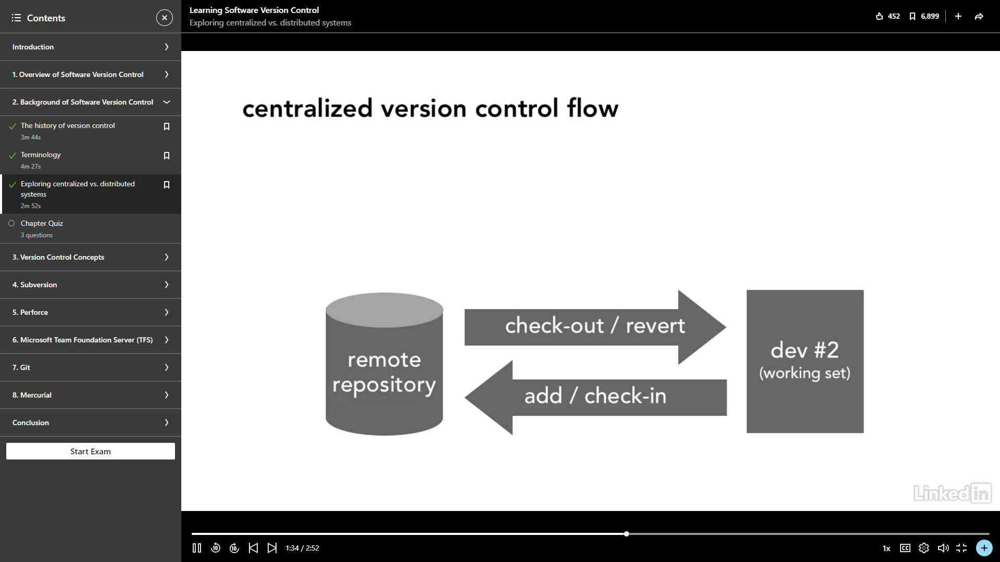 Contents
Introduction
1. Overview of Software Version Control
2. Background of Software Version Control
The history of version control
3m 44s
Terminology
4m 27s
Exploring centralized vs. distributed
systems
2m 52s
Chapter Quiz
3 questions
3. Version Control Concepts
4. Subversion
5. Perforce
6. Microsoft Team Foundation Server (TFS)
7. Git
8. Mercurial
Conclusion
Start Exam
Learning Software Version Control
Exploring centralized vs. distributed systems
452
6,899
centralized version control flow
remote
repository
check-out / revert
add / check-in
dev #2
(working set)
Linked in
10
10
1:34 / 2:52
1x
CC